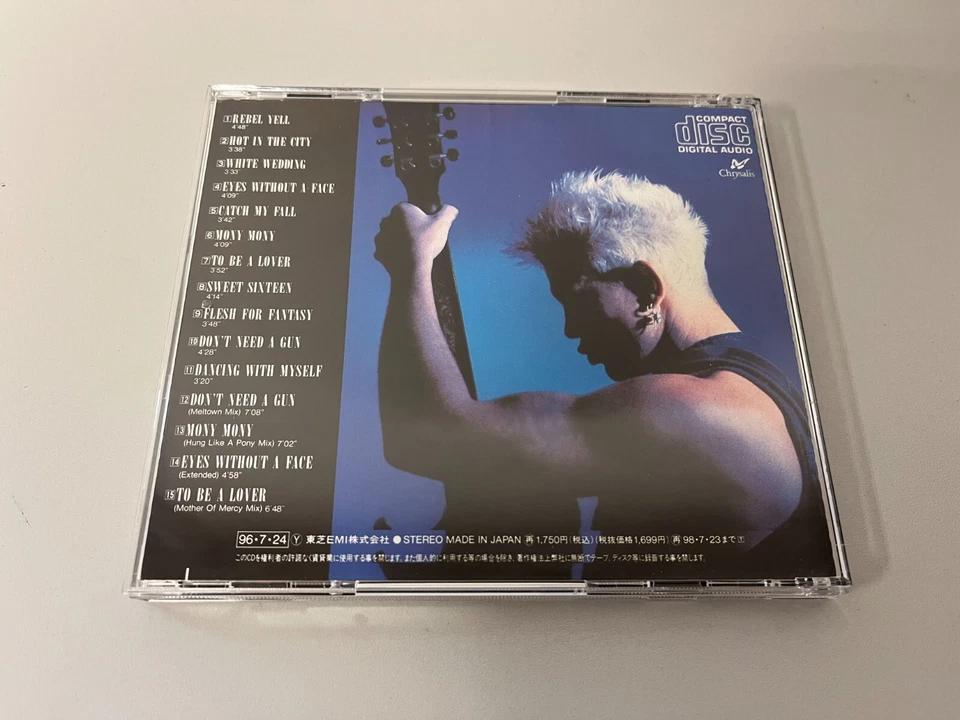 1 REBEL YELL
4'48"
2 HOT IN THE CITY
3'38"
3 WHITE WEDDING
3'33"
4 EYES WITHOUT A FACE
4'09"
5 CATCH MY FALL
3'42"
6 MONY MONY
4'09"
7 TO BE A LOVER
3'52"
8 SWEET SIXTEEN
4'14"
9 FLESH FOR FANTASY
3'48"
10 DON'T NEED A GUN
4'28"
11 DANCING WITH MYSELF
3'20"
12 DON'T NEED A GUN
(Meltown Mix) 7'08"
13 MONY MONY
(Hung Like A Pony Mix) 7'02"
14 EYES WITHOUT A FACE
(Extended) 4'58"
15 TO BE A LOVER
(Mother Of Mercy Mix) 6'48"
COMPACT
disc
DIGITAL AUDIO
Chrysalis
96・7・24 Y 東芝EMI株式会社 ● STEREO MADE IN JAPAN 再 1,750円(税込)(税抜価格1,699円) 再 98・7・23まで 1
このCDを権利者の許諾なく賃貸業に使用する事を禁じます。また個人的に利用する等の場合を除き、著作権法上弊社に無断でテープ、ディスク等に録音する事を禁じます。